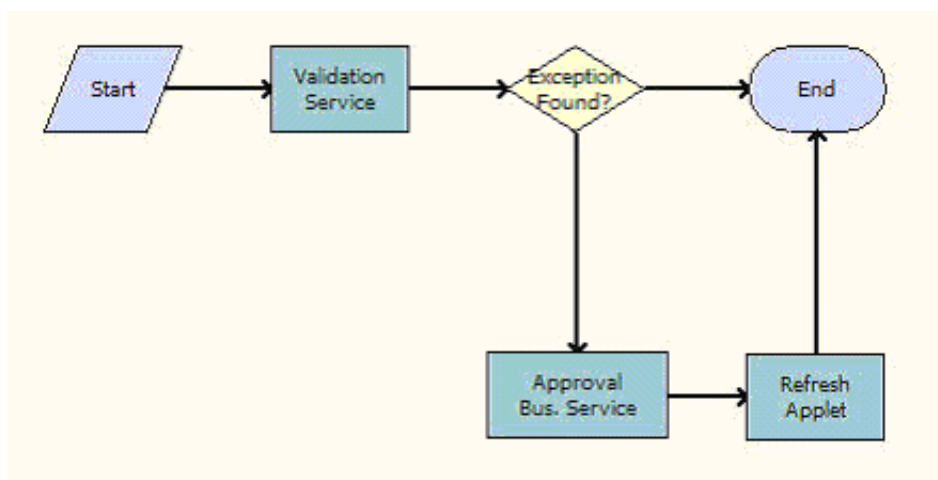 Start
Validation
Service
Exception
Found?
End
Approval
Bus. Service
Refresh
Applet